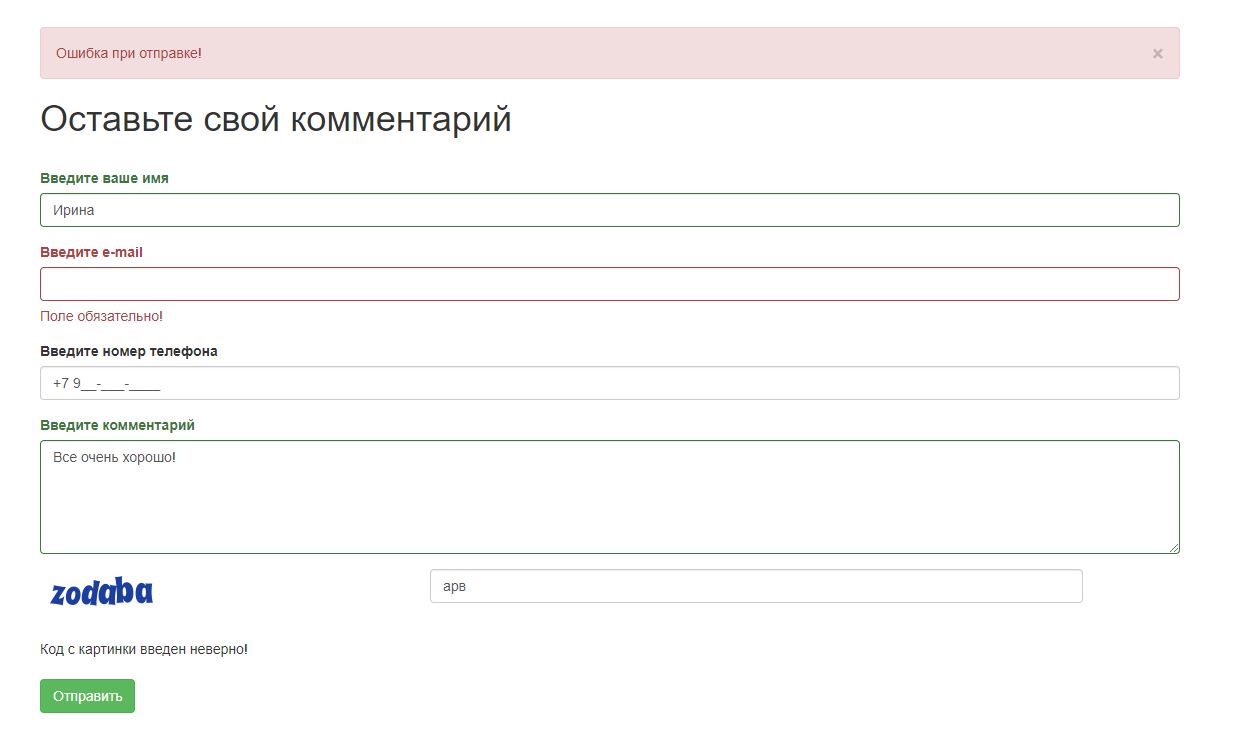 Ошибка при отправке!
×
Оставьте свой комментарий
Введите ваше имя
Ирина
Введите e-mail
Поле обязательно!
Введите номер телефона
+7 9__-___-____
Введите комментарий
Все очень хорошо!
zodaba
арв
Код с картинки введен неверно!
Отправить